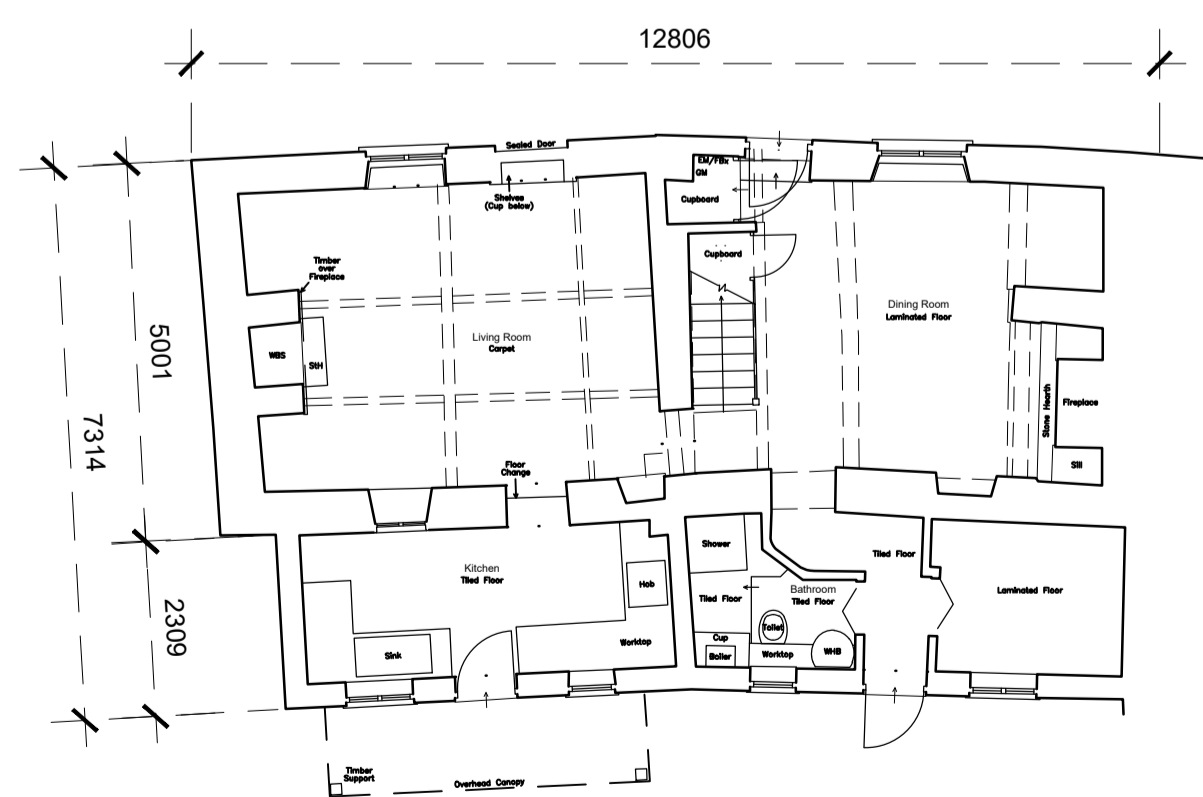 12806
Sealed Door
EM/FBx
GM
Shelves
(Cup below)
Cupboard
Cupboard
Timber
over
Fireplace
Dining Room
Laminated Floor
5001
Living Room
Carpet
WBS
StH
Stone Hearth
Fireplace
7314
Floor
Change
Sill
Shower
Tiled Floor
Kitchen
Tiled Floor
Hob
Bathroom
Tiled Floor
Tiled Floor
Laminated Floor
2309
Toilet
Sink
Worktop
Cup
Boiler
Worktop
WHB
Timber
Support
Overhead Canopy